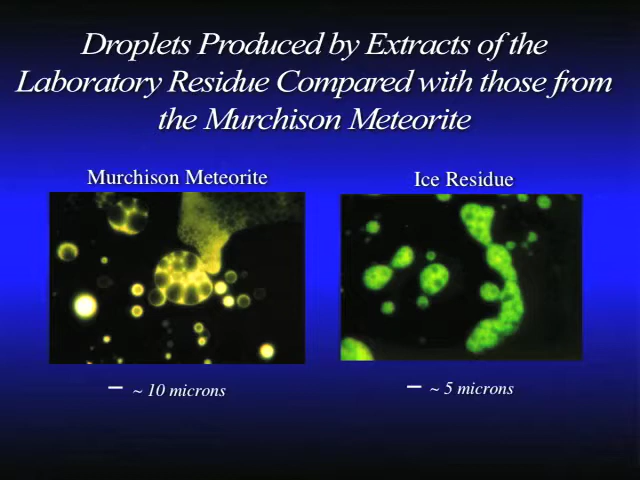 Droplets Produced by Extracts of the
Laboratory Residue Compared with those from
the Murchison Meteorite
Murchison Meteorite
Ice Residue
~ 10 microns
~ 5 microns